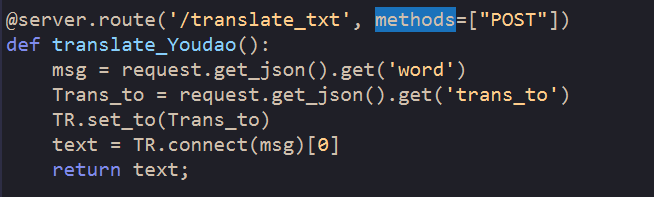 @server.route('/translate_txt', methods=["POST"])
def translate_Youdao():
    msg = request.get_json().get('word')
    Trans_to = request.get_json().get('trans_to')
    TR.set_to(Trans_to)
    text = TR.connect(msg)[0]
    return text;